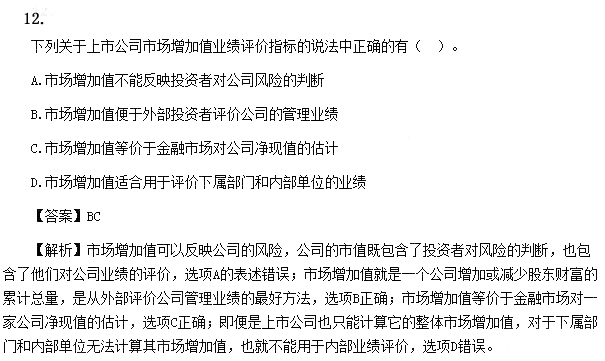 12.
下列关于上市公司市场增加值业绩评价指标的说法中正确的有（　）。
A.市场增加值不能反映投资者对公司风险的判断
B.市场增加值便于外部投资者评价公司的管理业绩
C.市场增加值等价于金融市场对公司净现值的估计
D.市场增加值适合用于评价下属部门和内部单位的业绩
【答案】BC
【解析】市场增加值可以反映公司的风险，公司的市值既包含了投资者对风险的判断，也包
含了他们对公司业绩的评价，选项A的表述错误；市场增加值就是一个公司增加或减少股东财富的
累计总量，是从外部评价公司管理业绩的最好方法，选项B正确；市场增加值等价于金融市场对一
家公司净现值的估计，选项C正确；即便是上市公司也只能计算它的整体市场增加值，对于下属部
门和内部单位无法计算其市场增加值，也就不能用于内部业绩评价，选项D错误。